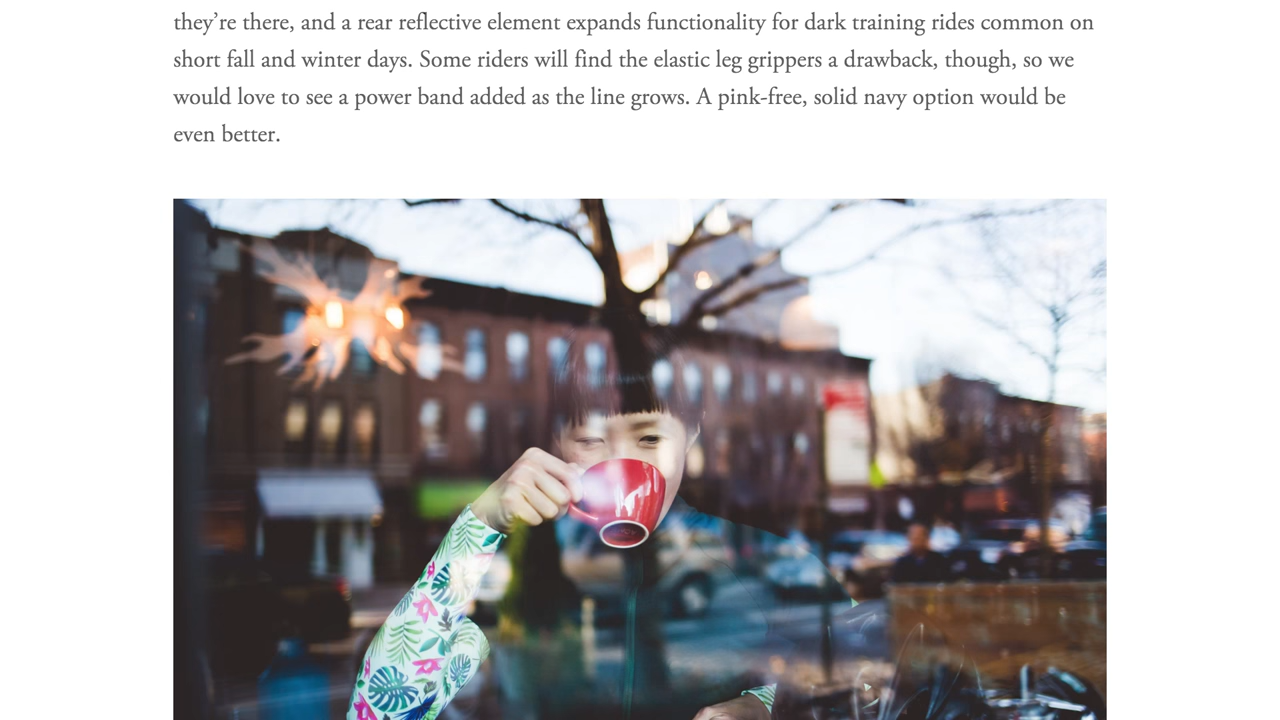 they’re there, and a rear reflective element expands functionality for dark training rides common on
short fall and winter days. Some riders will find the elastic leg grippers a drawback, though, so we
would love to see a power band added as the line grows. A pink-free, solid navy option would be
even better.